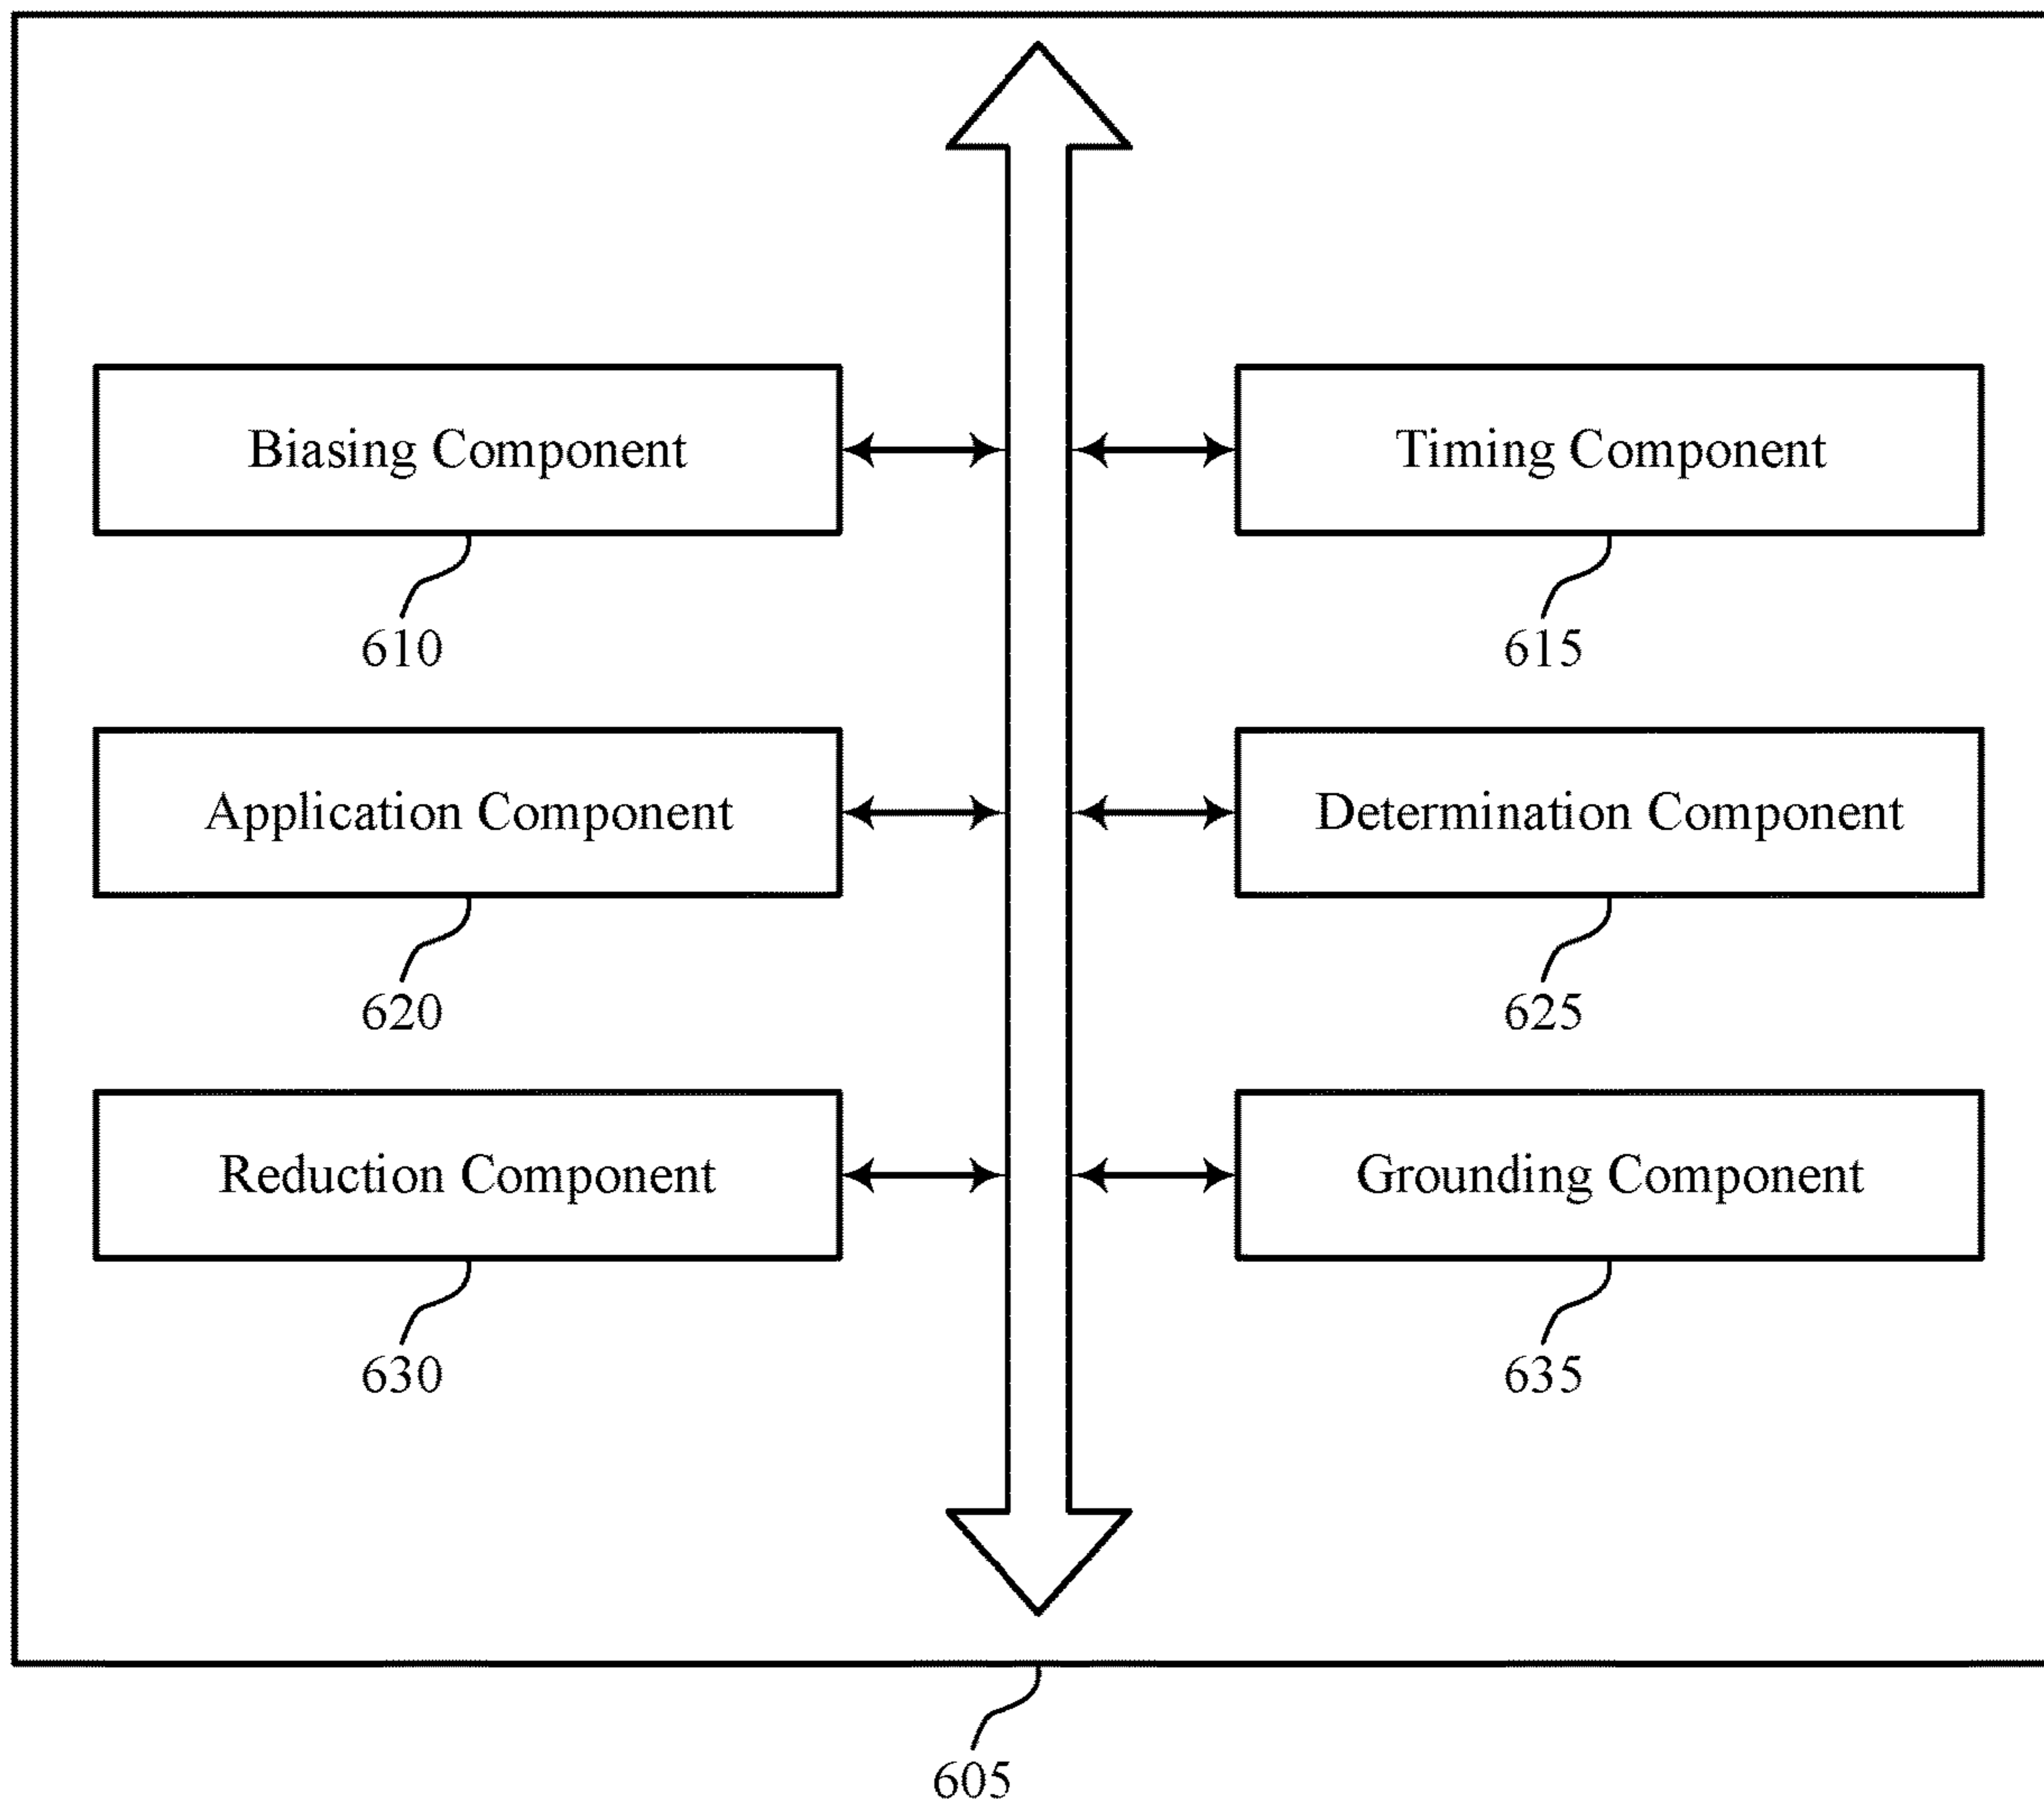 Biasing Component
Timing Component
610
615
Application Component
Determination Component
620
625
Reduction Component
Grounding Component
630
635
605